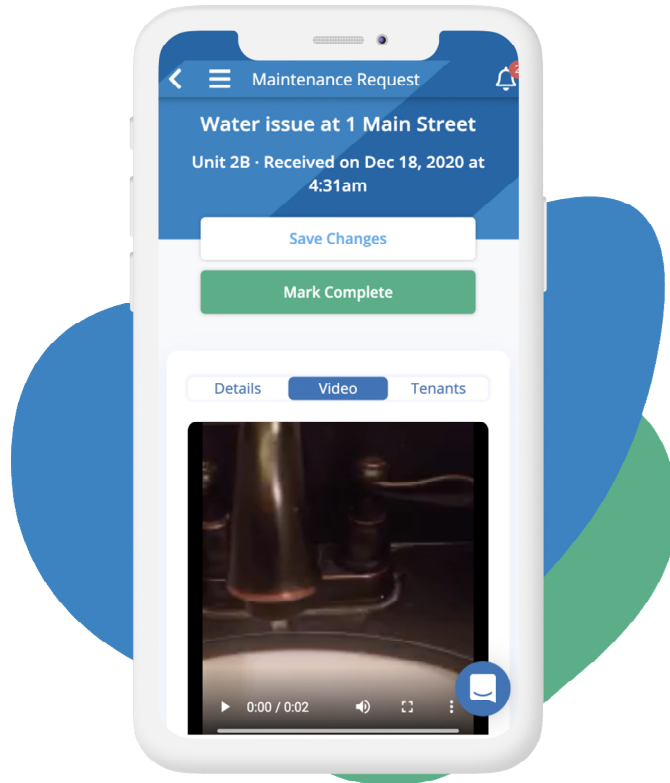 Maintenance Request
Water issue at 1 Main Street
Unit 2B · Received on Dec 18, 2020 at
4:31am
Save Changes
Mark Complete
Details Video Tenants
0:00 / 0:02